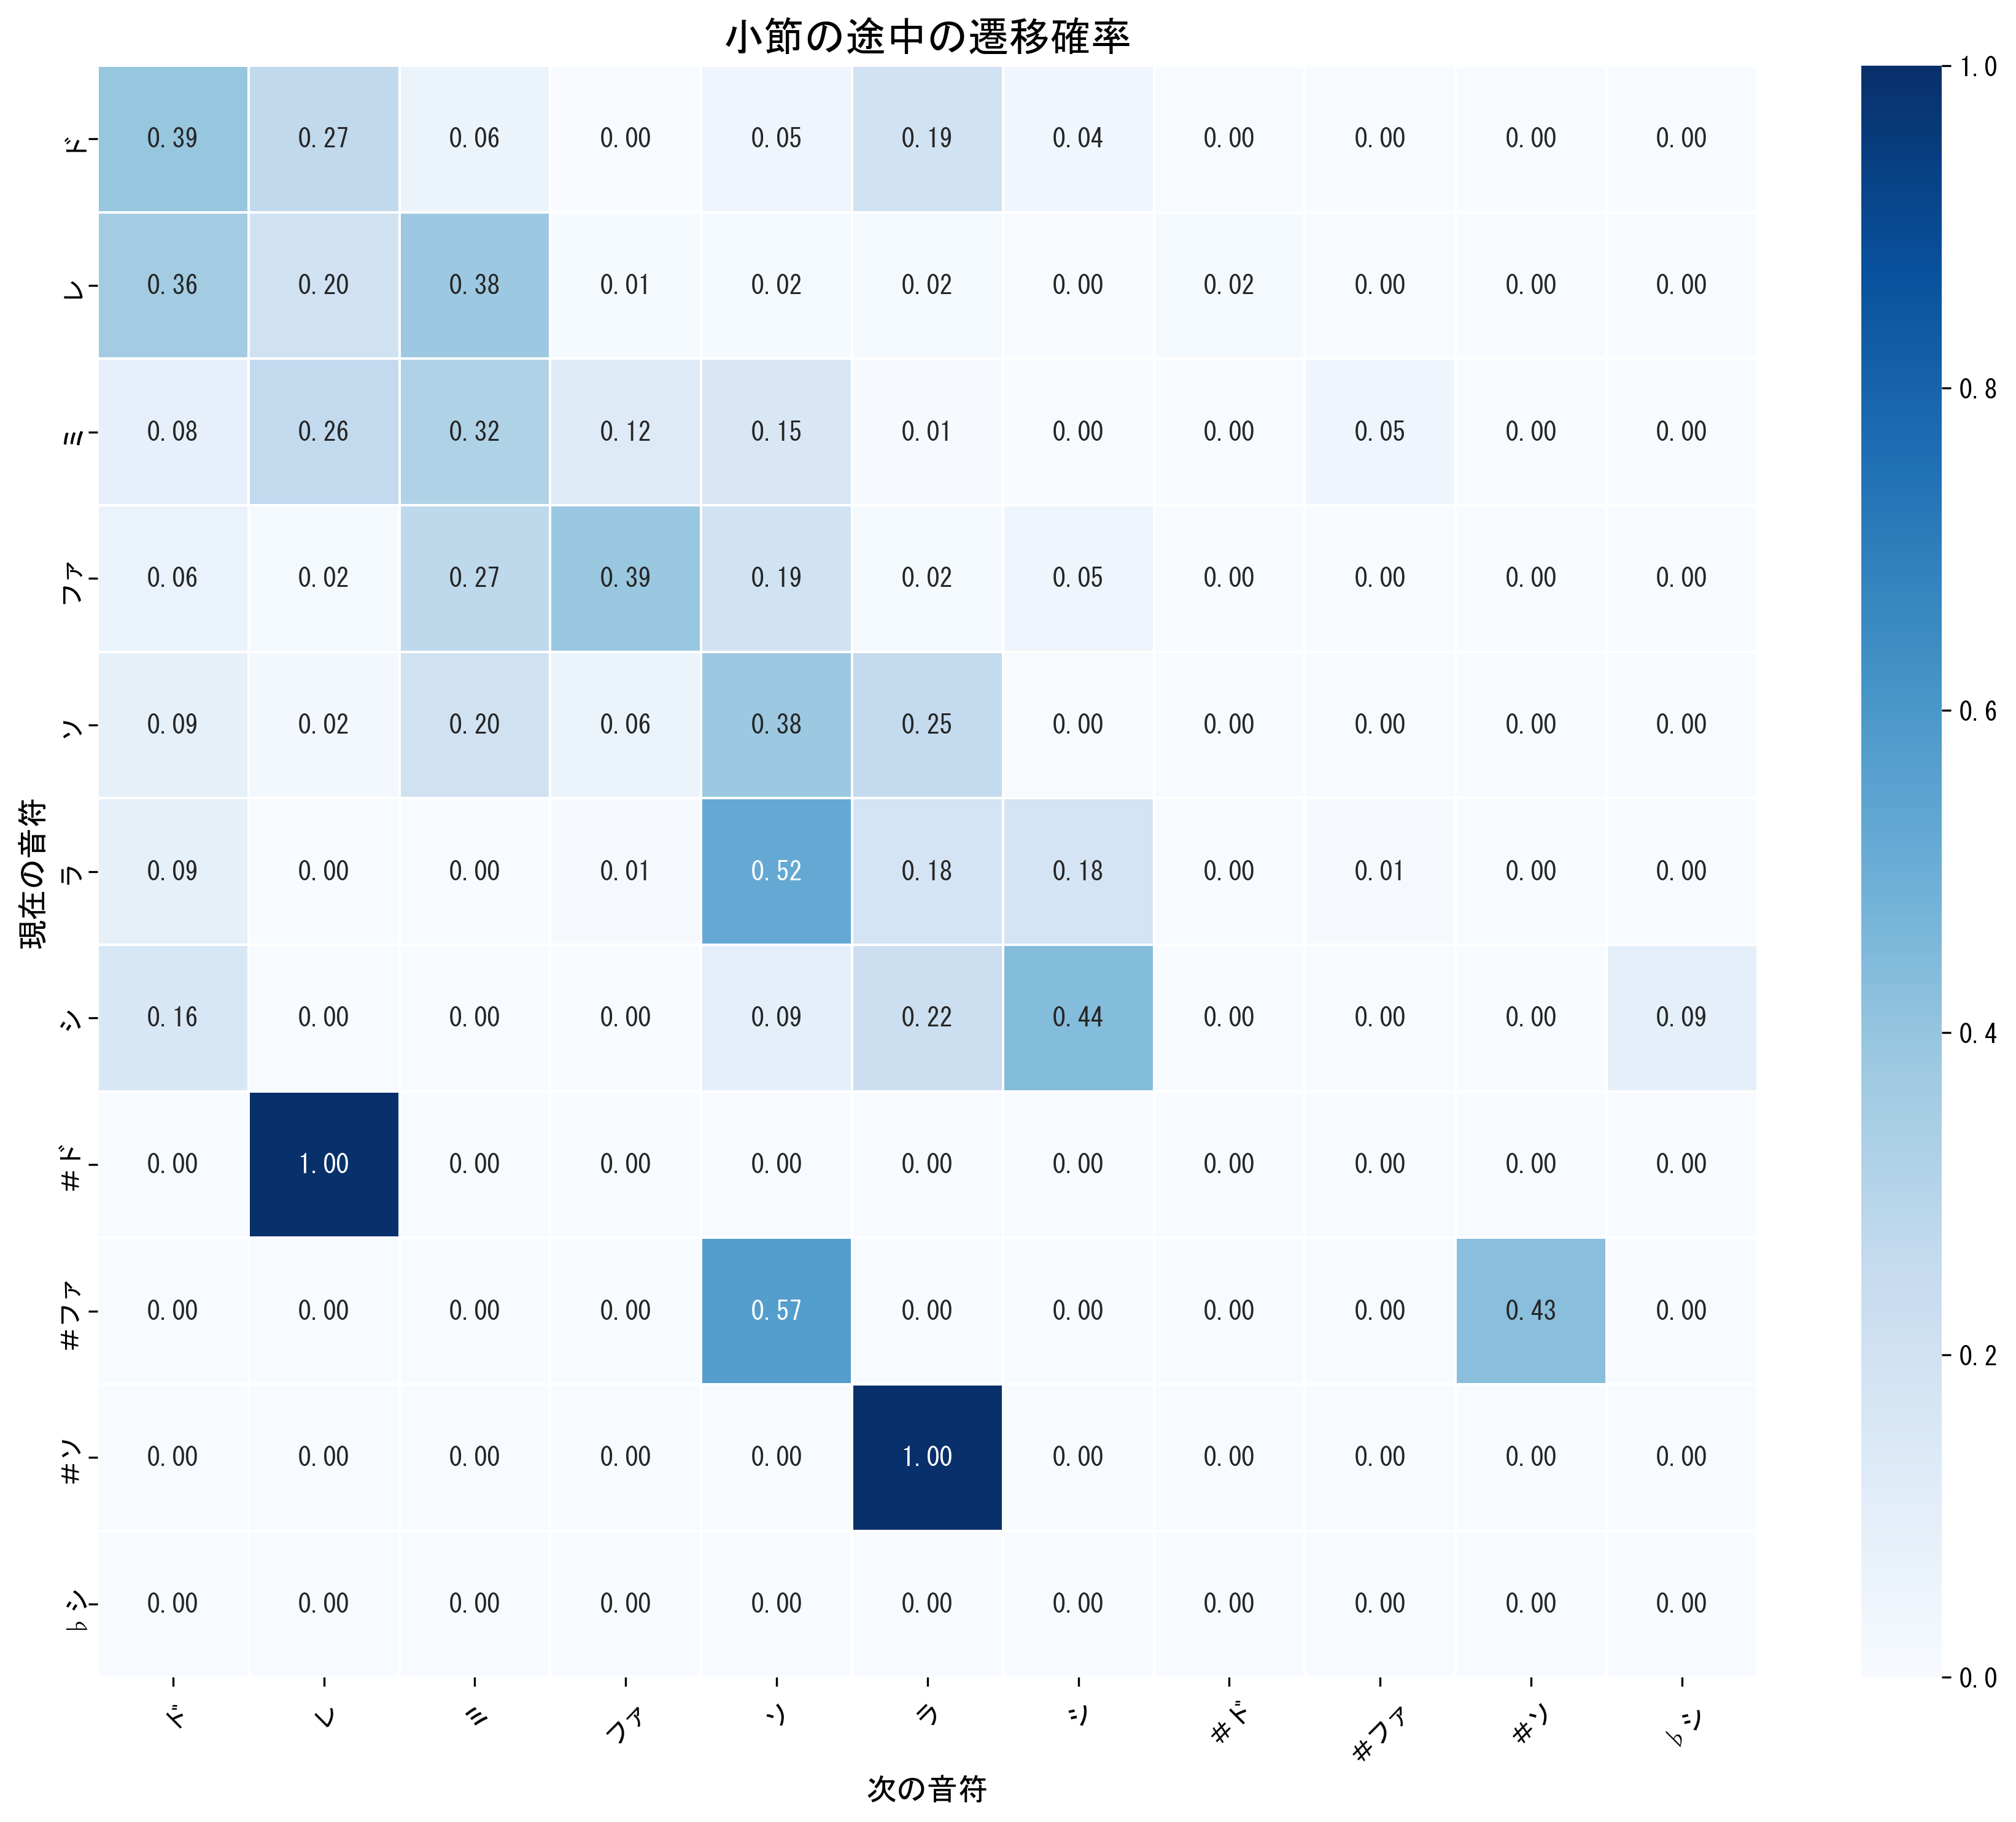 小節の途中の遷移確率
現在の音符
ド 0.39 0.27 0.06 0.00 0.05 0.19 0.04 0.00 0.00 0.00 0.00
レ 0.36 0.20 0.38 0.01 0.02 0.02 0.00 0.02 0.00 0.00 0.00
ミ 0.08 0.26 0.32 0.12 0.15 0.01 0.00 0.00 0.05 0.00 0.00
ファ 0.06 0.02 0.27 0.39 0.19 0.02 0.05 0.00 0.00 0.00 0.00
ソ 0.09 0.02 0.20 0.06 0.38 0.25 0.00 0.00 0.00 0.00 0.00
ラ 0.09 0.00 0.00 0.01 0.52 0.18 0.18 0.00 0.01 0.00 0.00
シ 0.16 0.00 0.00 0.00 0.09 0.22 0.44 0.00 0.00 0.00 0.09
#ド 0.00 1.00 0.00 0.00 0.00 0.00 0.00 0.00 0.00 0.00 0.00
#ファ 0.00 0.00 0.00 0.00 0.57 0.00 0.00 0.00 0.00 0.43 0.00
#ソ 0.00 0.00 0.00 0.00 0.00 1.00 0.00 0.00 0.00 0.00 0.00
♭シ 0.00 0.00 0.00 0.00 0.00 0.00 0.00 0.00 0.00 0.00 0.00
ド レ ミ ファ ソ ラ シ #ド #ファ #ソ ♭シ
次の音符
1.0
0.8
0.6
0.4
0.2
0.0